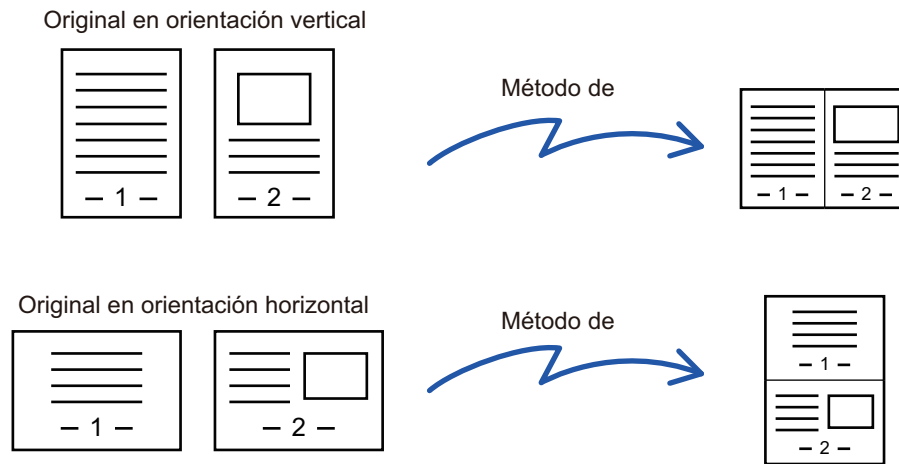 Original en orientación vertical
Método de
– 1 –
– 2 –
– 1 –
– 2 –
Original en orientación horizontal
Método de
– 1 –
– 2 –
– 1 –
– 2 –